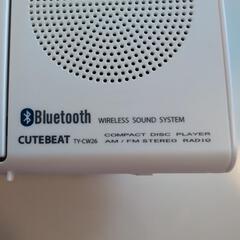 Bluetooth WIRELESS SOUND SYSTEM
CUTEBEAT TY-CW26 COMPACT DISC PLAYER
AM / FM STEREO RADIO